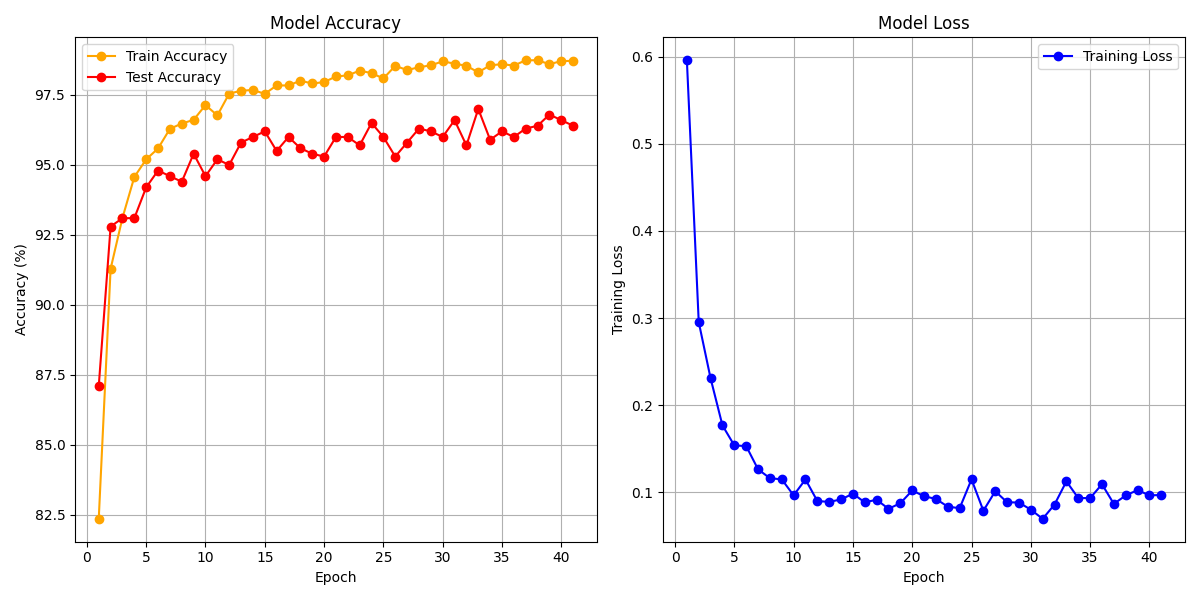 Model Accuracy
Train Accuracy
Test Accuracy
Accuracy (%)
97.5
95.0
92.5
90.0
87.5
85.0
82.5
0 5 10 15 20 25 30 35 40
Epoch
Model Loss
Training Loss
Training Loss
0.6
0.5
0.4
0.3
0.2
0.1
0 5 10 15 20 25 30 35 40
Epoch